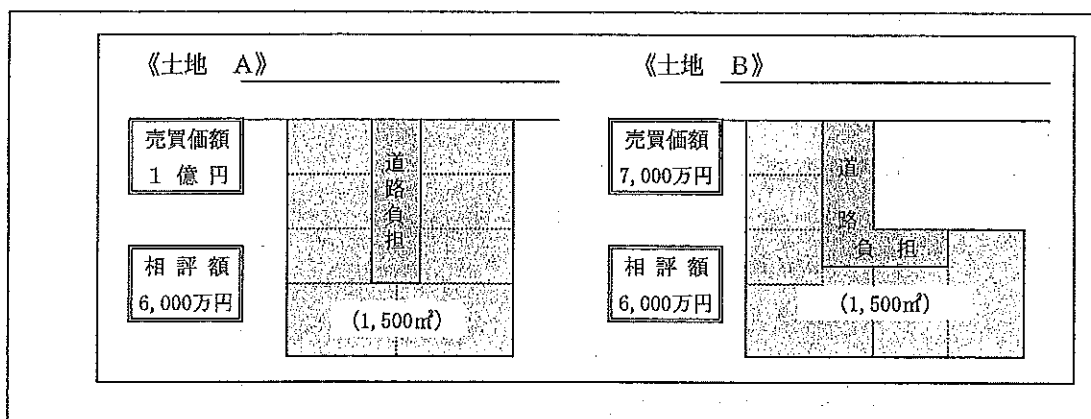 《土地 A》
売買価額
1 億 円
相 評 額
6,000万円
道路負担
(1,500㎡)
《土地 B》
売買価額
7,000万円
相 評 額
6,000万円
道路
負担
(1,500㎡)